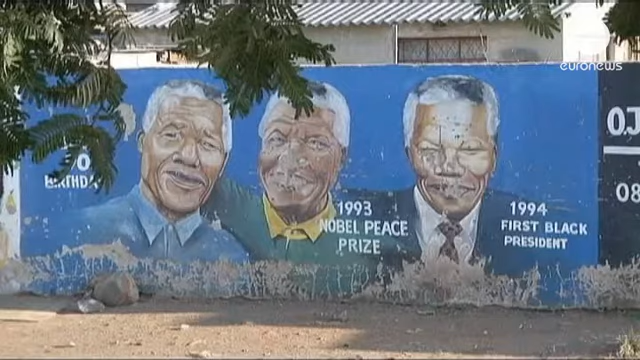 euronews
BIRTHDAY
1993
NOBEL PEACE
PRIZE
1994
FIRST BLACK
PRESIDENT
O.J
08